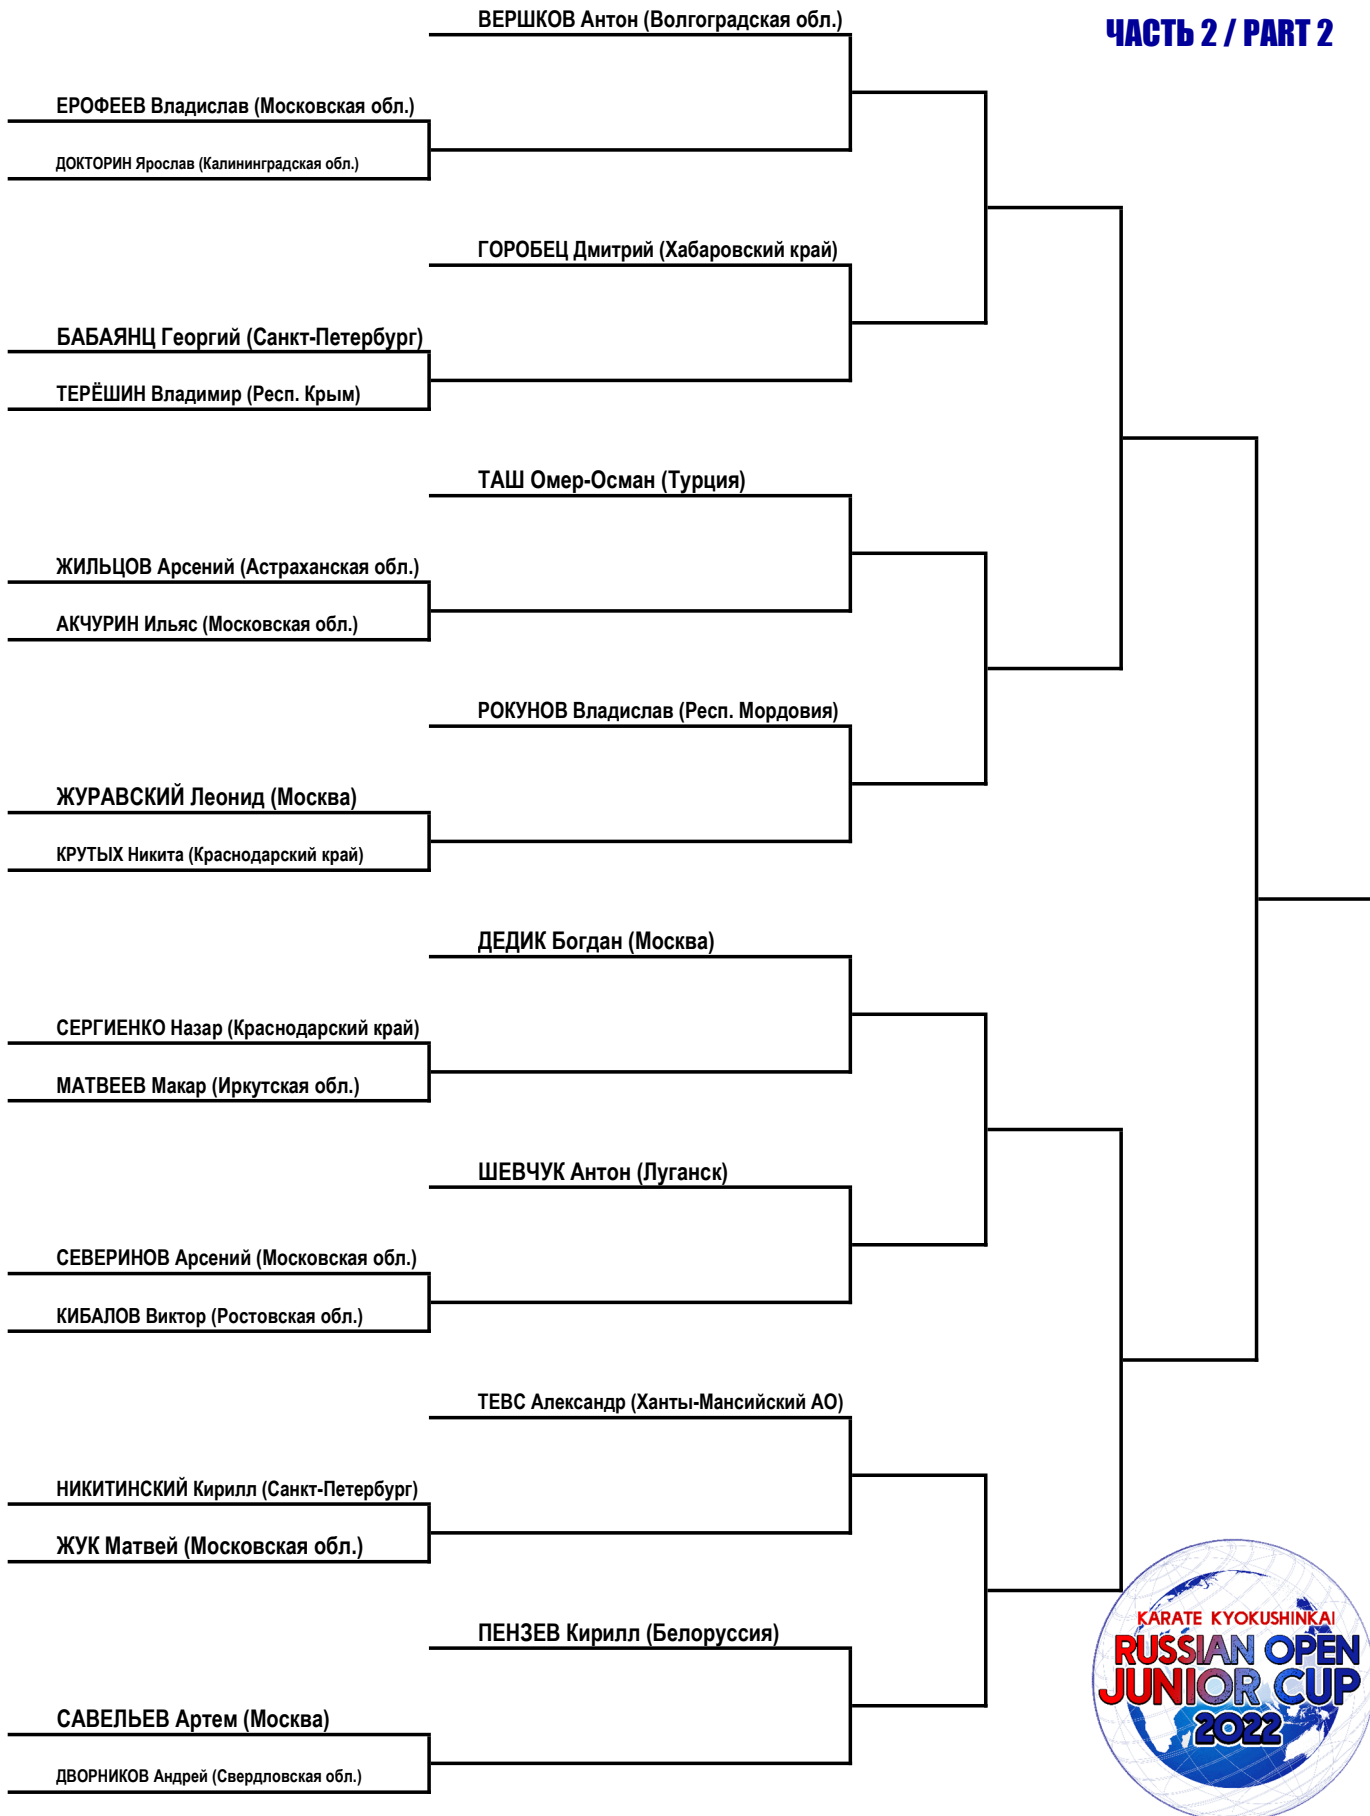 ВЕРШКОВ Антон (Волгоградская обл.)
ЧАСТЬ 2 / PART 2
ЕРОФЕЕВ Владислав (Московская обл.)
ДОКТОРИН Ярослав (Калининградская обл.)
ГОРОБЕЦ Дмитрий (Хабаровский край)
БАБАЯНЦ Георгий (Санкт-Петербург)
ТЕРЁШИН Владимир (Респ. Крым)
ТАШ Омер-Осман (Турция)
ЖИЛЬЦОВ Арсений (Астраханская обл.)
АКЧУРИН Ильяс (Московская обл.)
РОКУНОВ Владислав (Респ. Мордовия)
ЖУРАВСКИЙ Леонид (Москва)
КРУТЫХ Никита (Краснодарский край)
ДЕДИК Богдан (Москва)
СЕРГИЕНКО Назар (Краснодарский край)
МАТВЕЕВ Макар (Иркутская обл.)
ШЕВЧУК Антон (Луганск)
СЕВЕРИНОВ Арсений (Московская обл.)
КИБАЛОВ Виктор (Ростовская обл.)
ТЕВС Александр (Ханты-Мансийский АО)
НИКИТИНСКИЙ Кирилл (Санкт-Петербург)
ЖУК Матвей (Московская обл.)
ПЕНЗЕВ Кирилл (Белоруссия)
САВЕЛЬЕВ Артем (Москва)
ДВОРНИКОВ Андрей (Свердловская обл.)
KARATE KYOKUSHINKAI
RUSSIAN OPEN
JUNIOR CUP
2022